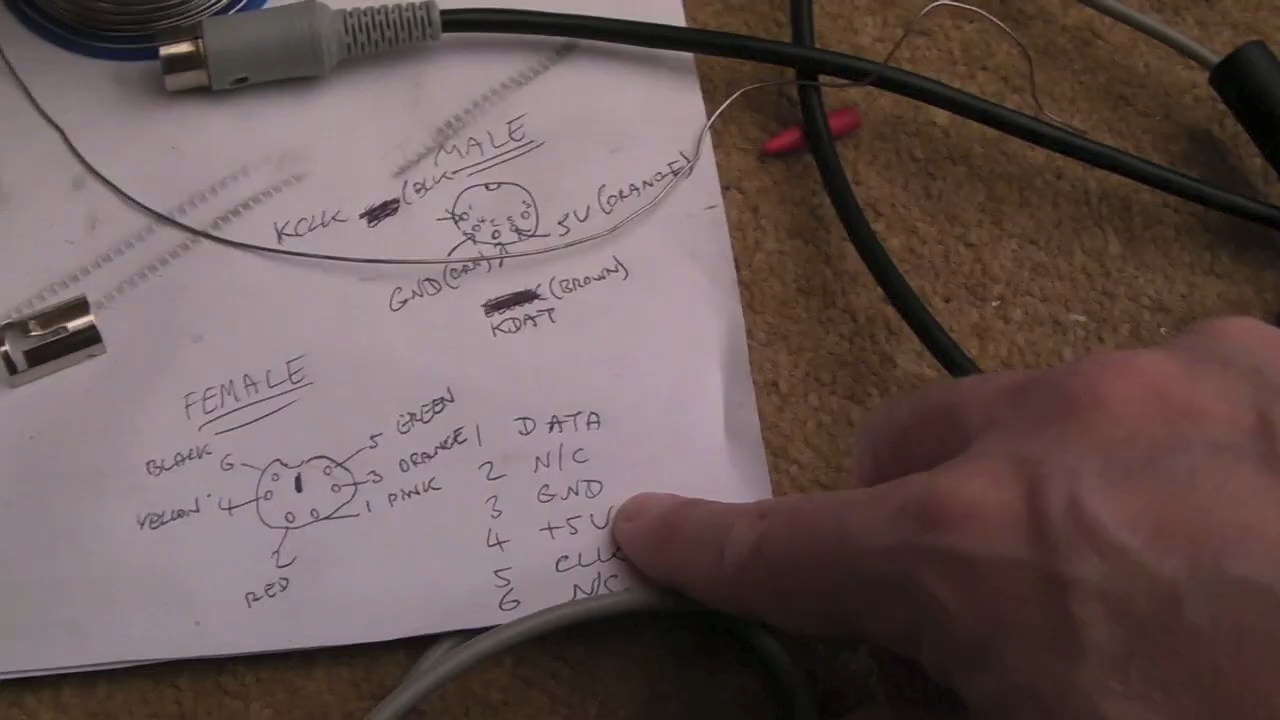 MALE
KCLK (BLK
5V (ORANGE)
GND
(BROWN)
KDAT
FEMALE
BLACK 6
5 GREEN
YELLOW 4
3 ORANGE
1 PINK
2
RED
1 DATA
2 N/C
3 GND
4 +5V
5 CLK
6 N/C